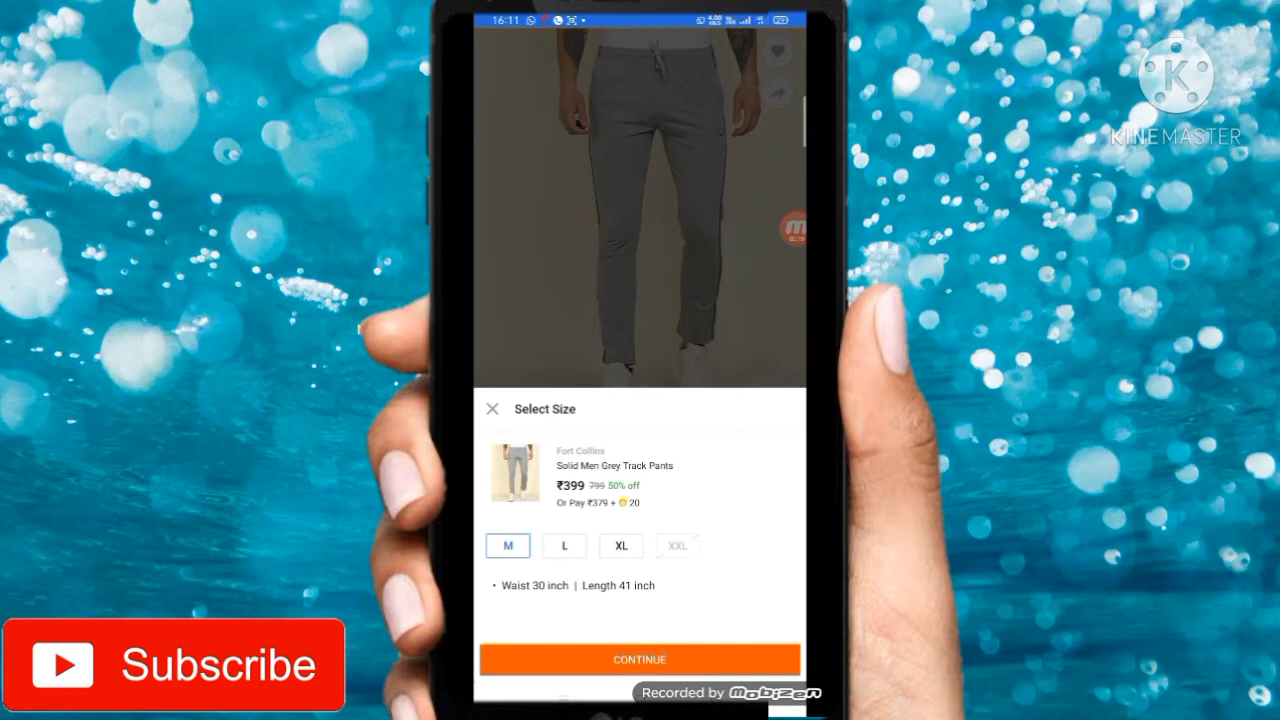 16:11
K
KINEMASTER
m
Select Size
Fort Collins
Solid Men Grey Track Pants
₹399 799 50% off
Or Pay ₹379 + 20
M L XL XXL
• Waist 30 inch | Length 41 inch
CONTINUE
Subscribe
Recorded by Mobizen